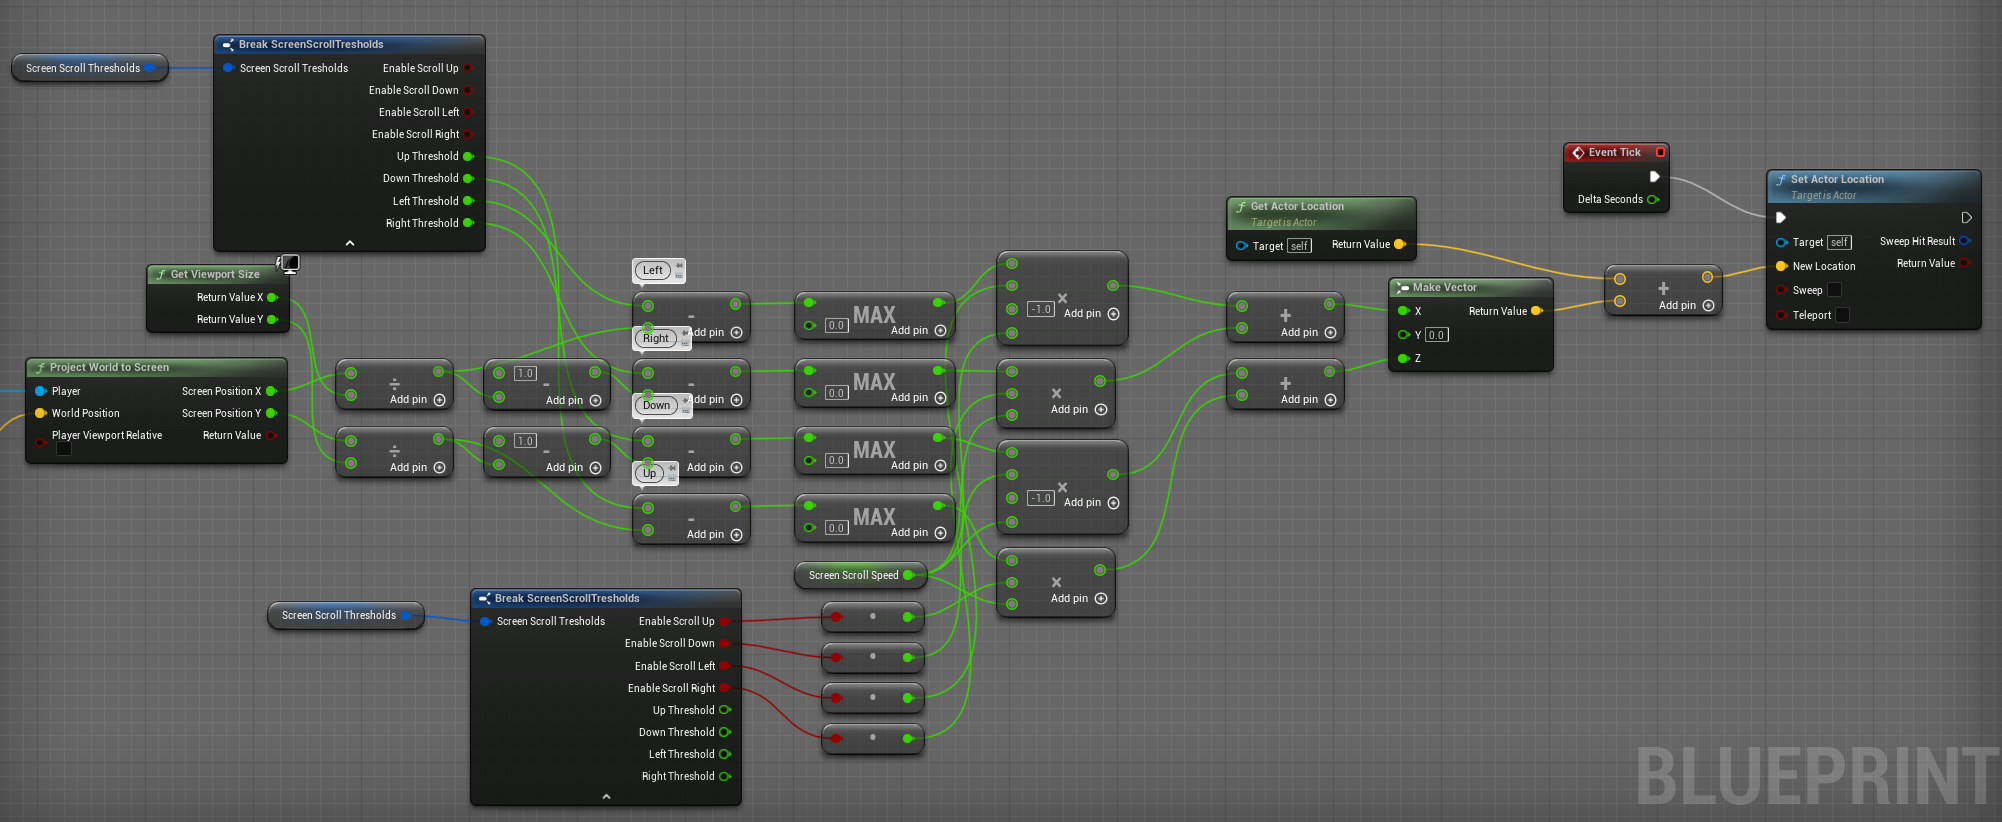 Screen Scroll Thresholds
Break ScreenScrollTresholds
Screen Scroll Tresholds
Enable Scroll Up
Enable Scroll Down
Enable Scroll Left
Enable Scroll Right
Up Threshold
Down Threshold
Left Threshold
Right Threshold
Get Viewport Size
Return Value X
Return Value Y
Project World to Screen
Player
Screen Position X
World Position
Screen Position Y
Player Viewport Relative
Return Value
÷
Add pin
÷
Add pin
1.0
-
Add pin
1.0
-
Add pin
Left
-
Add pin
Right
-
Add pin
Down
-
Add pin
Up
-
Add pin
MAX
0.0
Add pin
MAX
0.0
Add pin
MAX
0.0
Add pin
MAX
0.0
Add pin
Screen Scroll Speed
Screen Scroll Thresholds
Break ScreenScrollTresholds
Screen Scroll Tresholds
Enable Scroll Up
Enable Scroll Down
Enable Scroll Left
Enable Scroll Right
Up Threshold
Down Threshold
Left Threshold
Right Threshold
×
-1.0
Add pin
×
Add pin
×
-1.0
Add pin
×
Add pin
Get Actor Location
Target is Actor
Target self
Return Value
+
Add pin
+
Add pin
Make Vector
X
Return Value
Y 0.0
Z
Event Tick
Delta Seconds
+
Add pin
Set Actor Location
Target is Actor
Target self
Sweep Hit Result
New Location
Return Value
Sweep
Teleport
BLUEPRINT